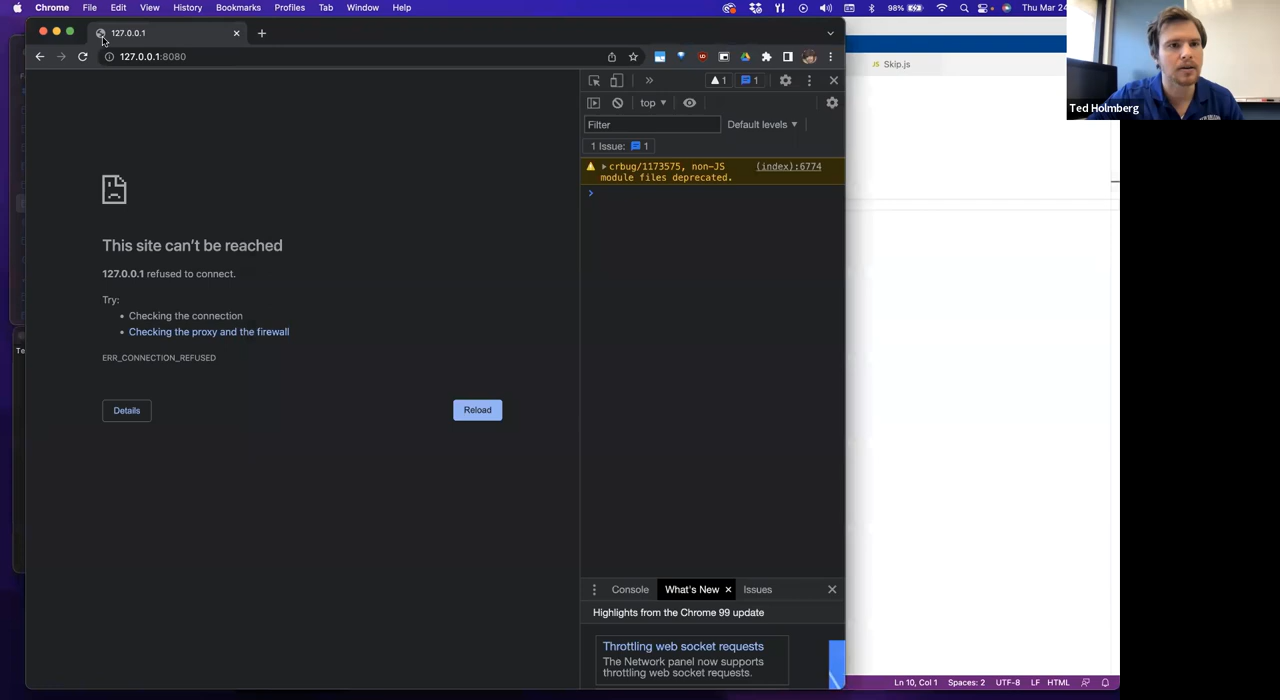 Chrome File Edit View History Bookmarks Profiles Tab Window Help 98% Thu Mar 24
127.0.0.1
127.0.0.1:8080
Skip.js
Ted Holmberg
This site can't be reached
127.0.0.1 refused to connect.
Try:
• Checking the connection
• Checking the proxy and the firewall
ERR_CONNECTION_REFUSED
Details Reload
1 1
top
Filter Default levels
1 Issue: 1
crbug/1173575, non-JS (index):6774
module files deprecated.
Console What's New Issues
Highlights from the Chrome 99 update
Throttling web socket requests
The Network panel now supports
throttling web socket requests.
Ln 10, Col 1 Spaces: 2 UTF-8 LF HTML